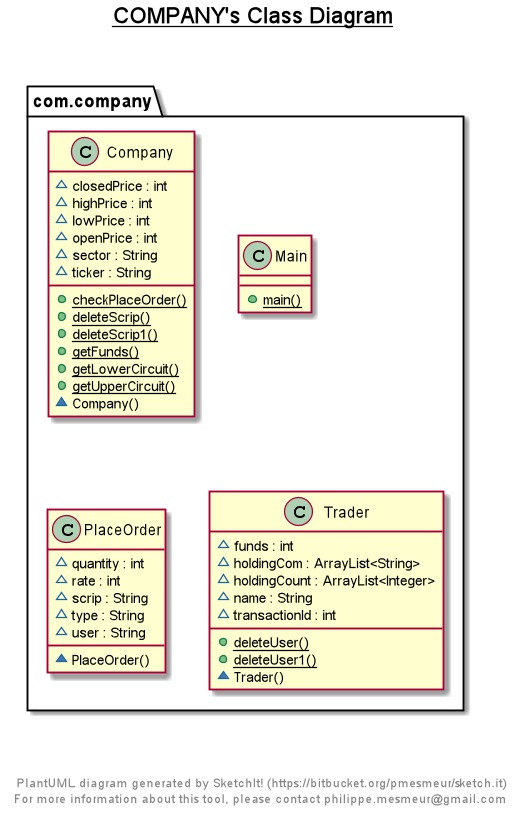 COMPANY's Class Diagram
com.company
C Company
closedPrice : int
highPrice : int
lowPrice : int
openPrice : int
sector : String
ticker : String
checkPlaceOrder()
deleteScrip()
deleteScrip1()
getFunds()
getLowerCircuit()
getUpperCircuit()
Company()
C Main
main()
C PlaceOrder
quantity : int
rate : int
scrip : String
type : String
user : String
PlaceOrder()
C Trader
funds : int
holdingCom : ArrayList<String>
holdingCount : ArrayList<Integer>
name : String
transactionId : int
deleteUser()
deleteUser1()
Trader()
PlantUML diagram generated by SketchIt! (https://bitbucket.org/pmesmeur/sketch.it)
For more information about this tool, please contact philippe.mesmeur@gmail.com